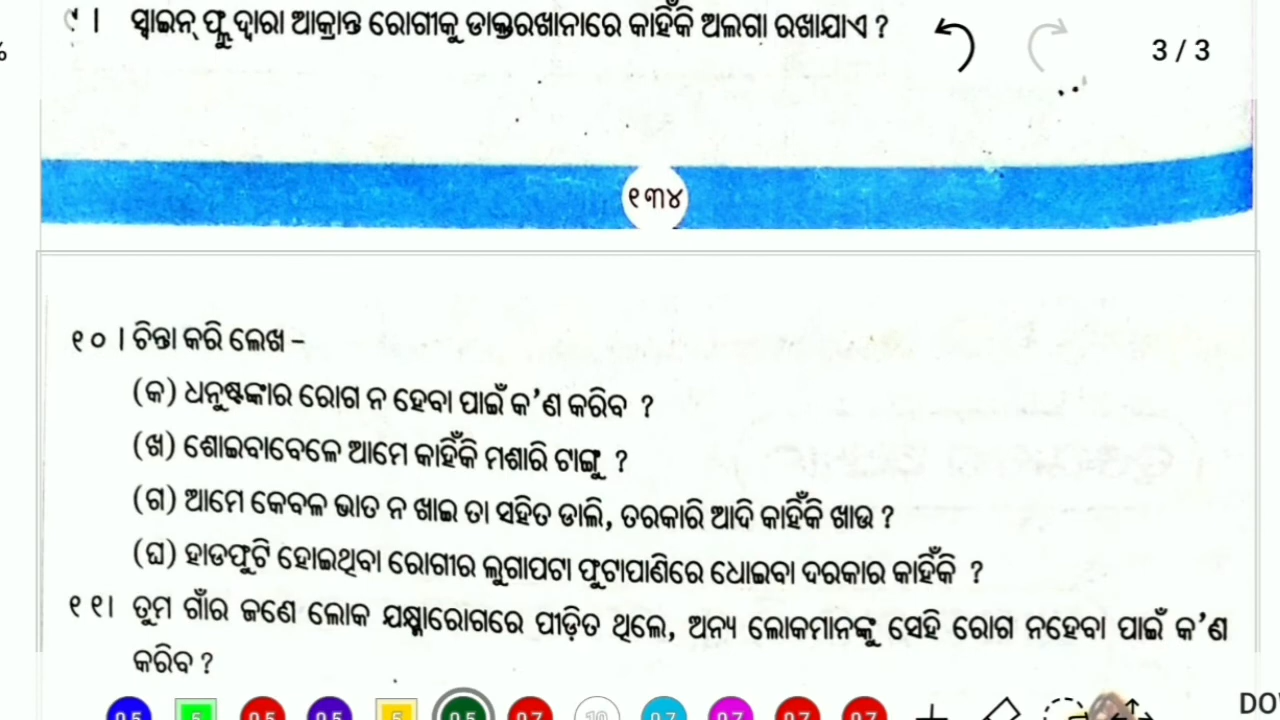 ୯ । ସ୍ୱାଇନ୍ ଫ୍ଲୁ ଦ୍ୱାରା ଆକ୍ରାନ୍ତ ରୋଗୀକୁ ଡାକ୍ତରଖାନାରେ କାହିଁକି ଅଲଗା ରଖାଯାଏ ?
3 / 3
୧୩୪
୧୦ । ଚିନ୍ତା କରି ଲେଖ –
(କ) ଧନୁଷ୍ଟଙ୍କାର ରୋଗ ନ ହେବା ପାଇଁ କ'ଣ କରିବ ?
(ଖ) ଶୋଇବାବେଳେ ଆମେ କାହିଁକି ମଶାରି ଟାଙ୍ଗୁ ?
(ଗ) ଆମେ କେବଳ ଭାତ ନ ଖାଇ ତା ସହିତ ଡାଲି, ତରକାରି ଆଦି କାହିଁକି ଖାଉ ?
(ଘ) ହାଡଫୁଟି ହୋଇଥିବା ରୋଗୀର ଲୁଗାପଟା ଫୁଟାପାଣିରେ ଧୋଇବା ଦରକାର କାହିଁକି ?
୧୧। ତୁମ ଗାଁର ଜଣେ ଲୋକ ଯକ୍ଷ୍ମାରୋଗରେ ପୀଡ଼ିତ ଥିଲେ, ଅନ୍ୟ ଲୋକମାନଙ୍କୁ ସେହି ରୋଗ ନହେବା ପାଇଁ କ'ଣ
କରିବ ?